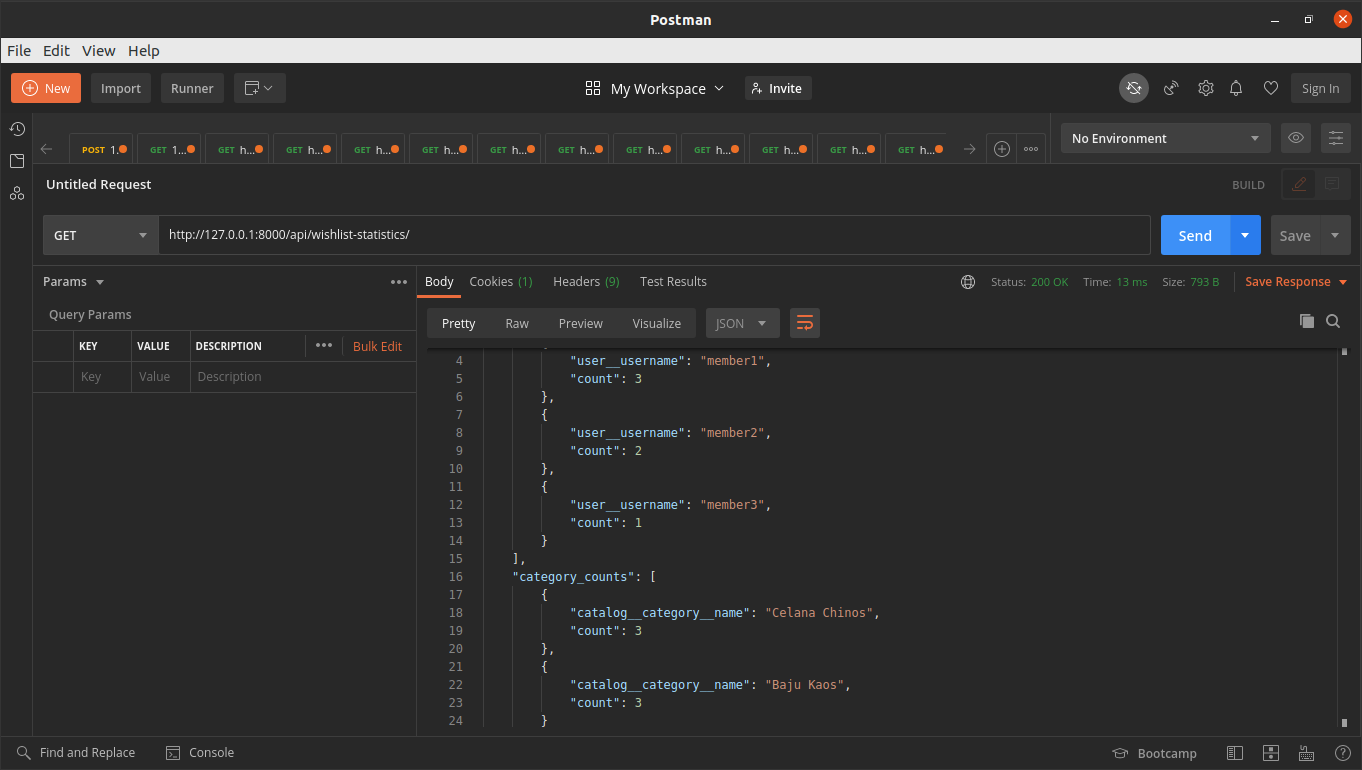 Postman
File Edit View Help
New Import Runner My Workspace Invite Sign In
POST 1. GET 1... GET h... GET h... GET h... GET h... GET h... GET h... GET h... GET h... GET h... GET h... GET h... No Environment
Untitled Request BUILD
GET http://127.0.0.1:8000/api/wishlist-statistics/ Send Save
Params Body Cookies (1) Headers (9) Test Results Status: 200 OK Time: 13 ms Size: 793 B Save Response
Query Params Pretty Raw Preview Visualize JSON
KEY VALUE DESCRIPTION Bulk Edit
Key Value Description
4 "user__username": "member1",
5 "count": 3
6 },
7 {
8 "user__username": "member2",
9 "count": 2
10 },
11 {
12 "user__username": "member3",
13 "count": 1
14 }
15 ],
16 "category_counts": [
17 {
18 "catalog__category__name": "Celana Chinos",
19 "count": 3
20 },
21 {
22 "catalog__category__name": "Baju Kaos",
23 "count": 3
24 }
Find and Replace Console Bootcamp